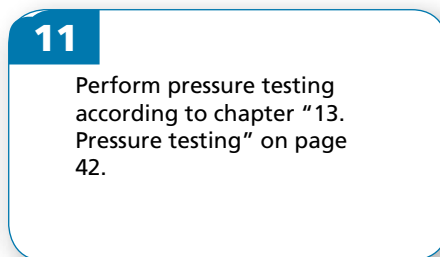 11
Perform pressure testing
according to chapter “13.
Pressure testing” on page
42.